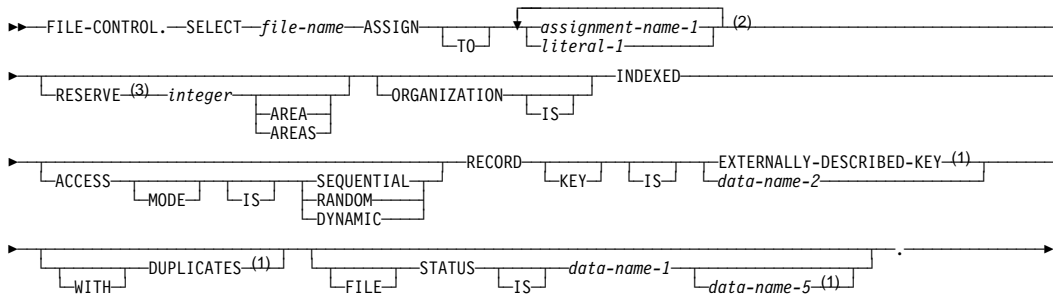 FILE-CONTROL. SELECT file-name ASSIGN TO assignment-name-1 (2)
literal-1
RESERVE (3) integer AREA AREAS ORGANIZATION IS INDEXED
ACCESS MODE IS SEQUENTIAL RECORD KEY IS EXTERNALLY-DESCRIBED-KEY (1)
RANDOM data-name-2
DYNAMIC
WITH DUPLICATES (1) FILE STATUS IS data-name-1 data-name-5 (1) .